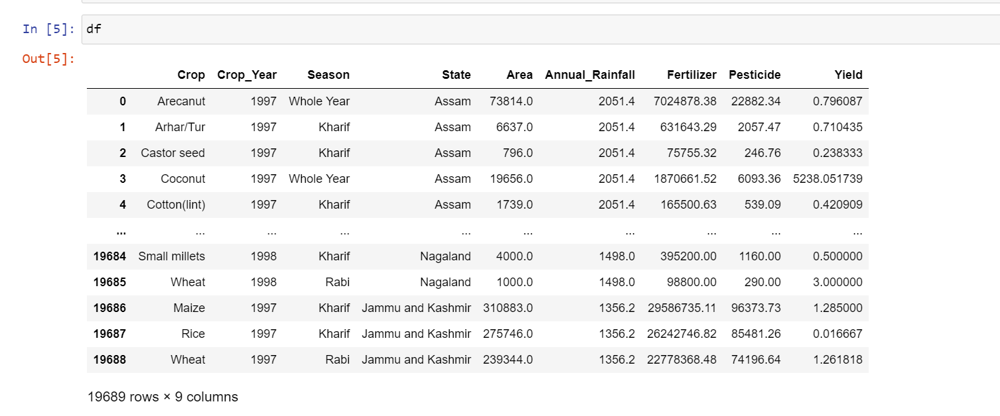 In [5]: df
Out[5]:
Crop Crop_Year Season State Area Annual_Rainfall Fertilizer Pesticide Yield
0 Arecanut 1997 Whole Year Assam 73814.0 2051.4 7024878.38 22882.34 0.796087
1 Arhar/Tur 1997 Kharif Assam 6637.0 2051.4 631643.29 2057.47 0.710435
2 Castor seed 1997 Kharif Assam 796.0 2051.4 75755.32 246.76 0.238333
3 Coconut 1997 Whole Year Assam 19656.0 2051.4 1870661.52 6093.36 5238.051739
4 Cotton(lint) 1997 Kharif Assam 1739.0 2051.4 165500.63 539.09 0.420909
... ... ... ... ... ... ... ... ... ...
19684 Small millets 1998 Kharif Nagaland 4000.0 1498.0 395200.00 1160.00 0.500000
19685 Wheat 1998 Rabi Nagaland 1000.0 1498.0 98800.00 290.00 3.000000
19686 Maize 1997 Kharif Jammu and Kashmir 310883.0 1356.2 29586735.11 96373.73 1.285000
19687 Rice 1997 Kharif Jammu and Kashmir 275746.0 1356.2 26242746.82 85481.26 0.016667
19688 Wheat 1997 Rabi Jammu and Kashmir 239344.0 1356.2 22778368.48 74196.64 1.261818
19689 rows × 9 columns